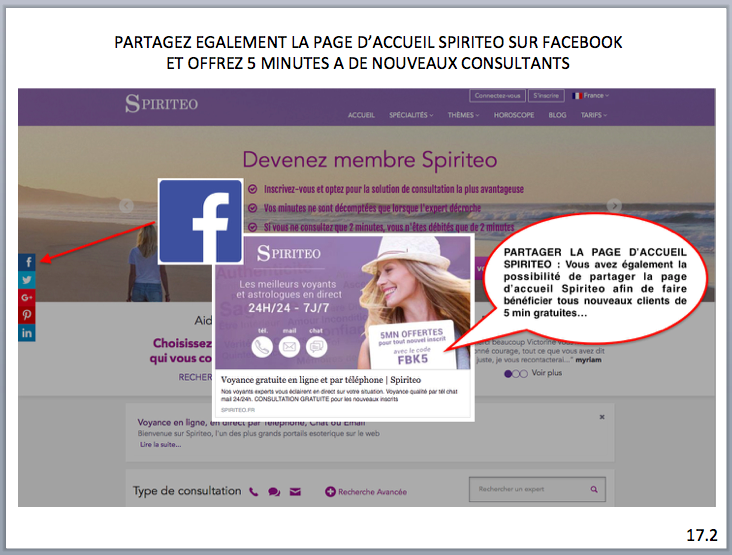 PARTAGEZ EGALEMENT LA PAGE D'ACCUEIL SPIRITEO SUR FACEBOOK
ET OFFREZ 5 MINUTES A DE NOUVEAUX CONSULTANTS
Connectez-vous S'inscrire France
SPIRITEO
ACCUEIL SPÉCIALITÉS THÈMES HOROSCOPE BLOG TARIFS
Devenez membre Spiriteo
Inscrivez-vous et optez pour la solution de consultation la plus avantageuse
Vos minutes ne sont décomptées que lorsque l'expert décroche
Si vous ne consultez que 2 minutes, vous n'êtes débités que de 2 minutes
f
SPIRITEO
Les meilleurs voyants
et astrologues en direct
24H/24 - 7J/7
tél. mail chat
5MN OFFERTES
pour tout nouvel inscrit
avec le code
FBK5
Voyance gratuite en ligne et par téléphone | Spiriteo
Nos voyants experts vous éclairent en direct sur votre situation. Voyance qualité par tél chat
mail 24/24h. CONSULTATION GRATUITE pour les nouveaux inscrits
SPIRITEO.FR
PARTAGER LA PAGE D'ACCUEIL
SPIRITEO : Vous avez également la
possibilité de partager la page
d'accueil Spiriteo afin de faire
bénéficier tous nouveaux clients de
5 min gratuites...
f
G+
in
Aid
Choisissez
qui vous co
RECHER
beaucoup Victorine
onné courage, tout ce que vous avez dit
juste, je vous recontacterai..." myriam
Voir plus
Voyance en ligne, en direct par Téléphone, Chat ou Email
Bienvenue sur Spiriteo, l'un des plus grands portails esoterique sur le web
Lire la suite...
Type de consultation Recherche Avancée Rechercher un expert
17.2